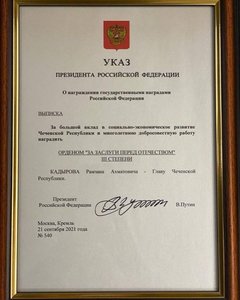 УКАЗ
ПРЕЗИДЕНТА РОССИЙСКОЙ ФЕДЕРАЦИИ
О награждении государственными наградами
Российской Федерации
ВЫПИСКА
За большой вклад в социально-экономическое развитие
Чеченской Республики и многолетнюю добросовестную работу
наградить
ОРДЕНОМ "ЗА ЗАСЛУГИ ПЕРЕД ОТЕЧЕСТВОМ"
III СТЕПЕНИ
КАДЫРОВА Рамзана Ахматовича - Главу Чеченской
Республики.
Президент
Российской Федерации
В.Путин
Москва, Кремль
21 сентября 2021 года
№ 540